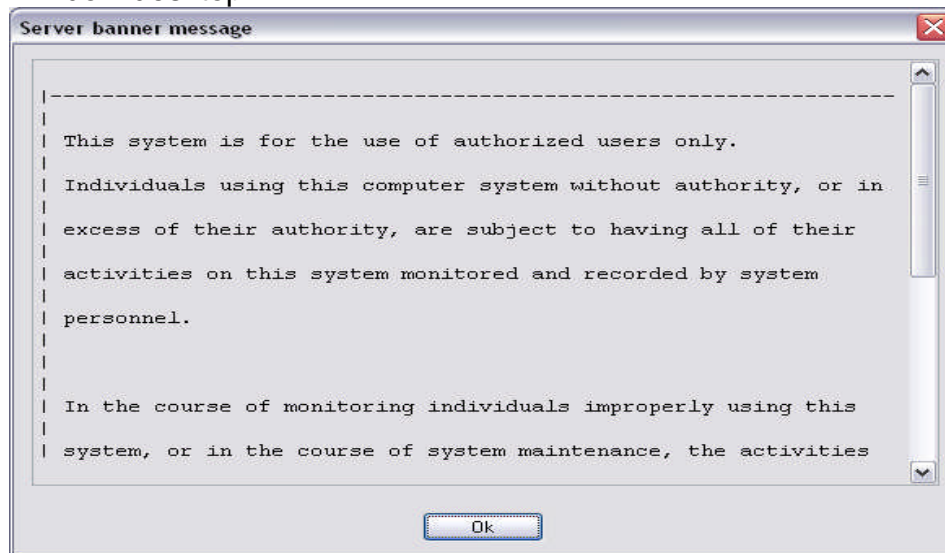 Server banner message
|-----------------------------------------------------------------
|
| This system is for the use of authorized users only.
|
| Individuals using this computer system without authority, or in
|
| excess of their authority, are subject to having all of their
|
| activities on this system monitored and recorded by system
|
| personnel.
|
|
|
| In the course of monitoring individuals improperly using this
|
| system, or in the course of system maintenance, the activities
Ok